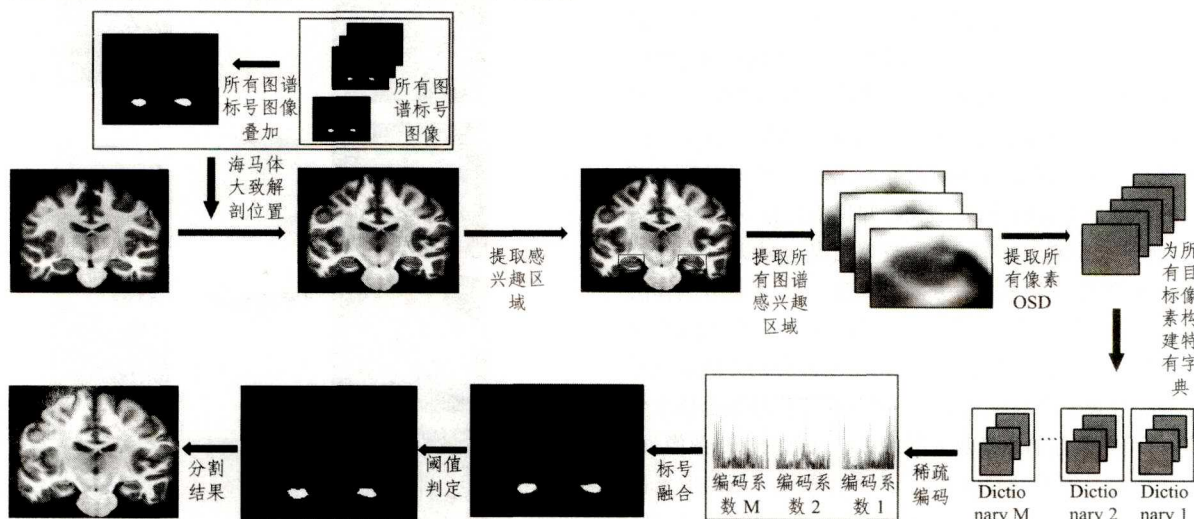 所有图谱
标号图像
叠加
所有图
谱标号
图像
海马体
大致解
剖位置
提取感
兴趣区
域
提取所
有图谱
感兴趣
区域
提取所
有像素
OSD
为所
有目
标像
素构
建特
有字
典
分割
结果
阈值
判定
标号
融合
编码系
数 M
编码系
数 2
编码系
数 1
稀疏
编码
Dictio
nary M
...
Dictio
nary 2
Dictio
nary 1